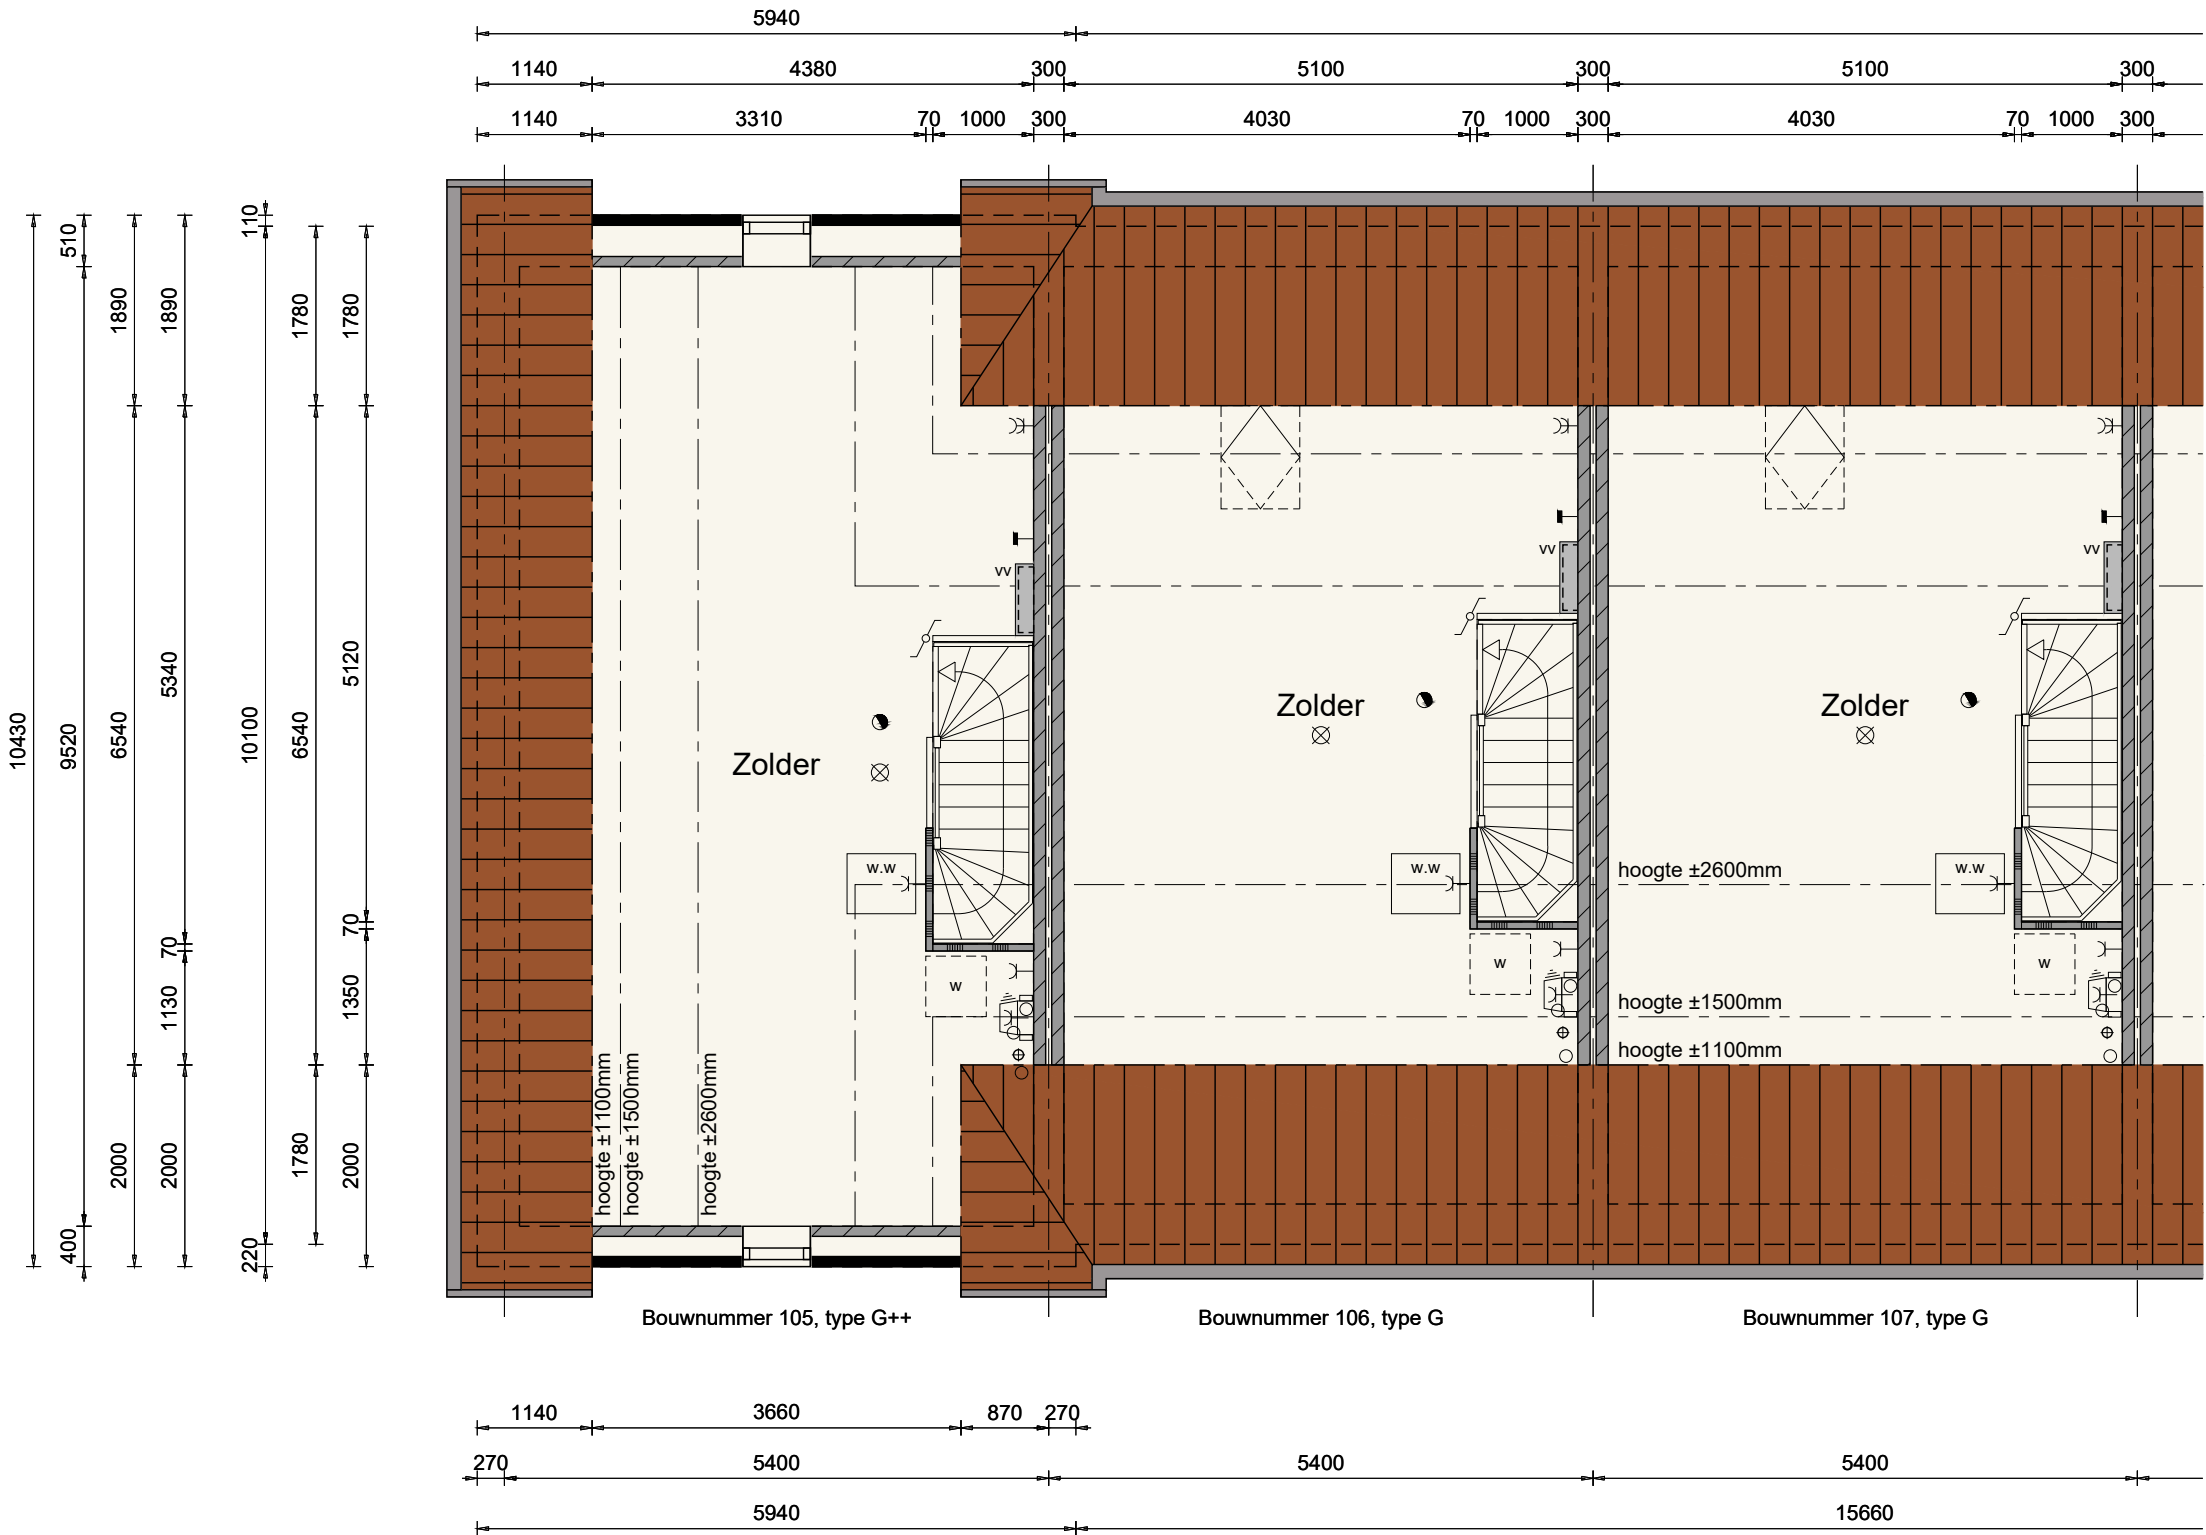 5940
1140 4380 300 5100 300 5100 300
1140 3310 70 1000 300 4030 70 1000 300 4030 70 1000 300
10430
510 9520 400
1890 6540 2000
1890 5340 70 1130 2000
110 10100 220
1780 6540 1780
1780 5120 70 1350 2000
vv
vv
vv
Zolder
Zolder
Zolder
w.w
w.w
w.w
hoogte ±2600mm
w
w
w
hoogte ±1500mm
hoogte ±1100mm
hoogte ±1100mm
hoogte ±1500mm
hoogte ±2600mm
Bouwnummer 105, type G++
Bouwnummer 106, type G
Bouwnummer 107, type G
1140 3660 870 270
270 5400 5400 5400
5940 15660